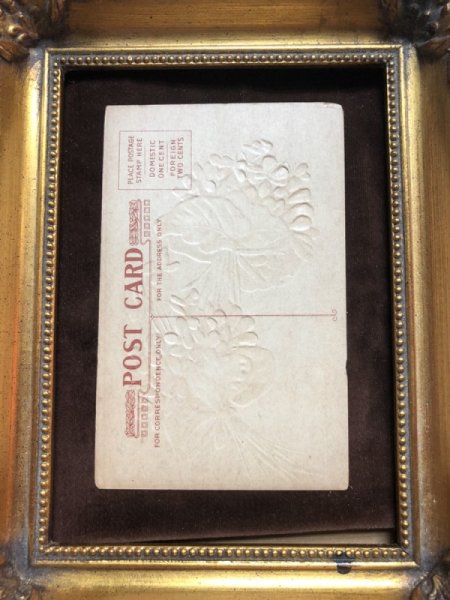 POST CARD
FOR CORRESPONDENCE ONLY
FOR THE ADDRESS ONLY
PLACE POSTAGE
STAMP HERE
DOMESTIC
ONE CENT
FOREIGN
TWO CENTS